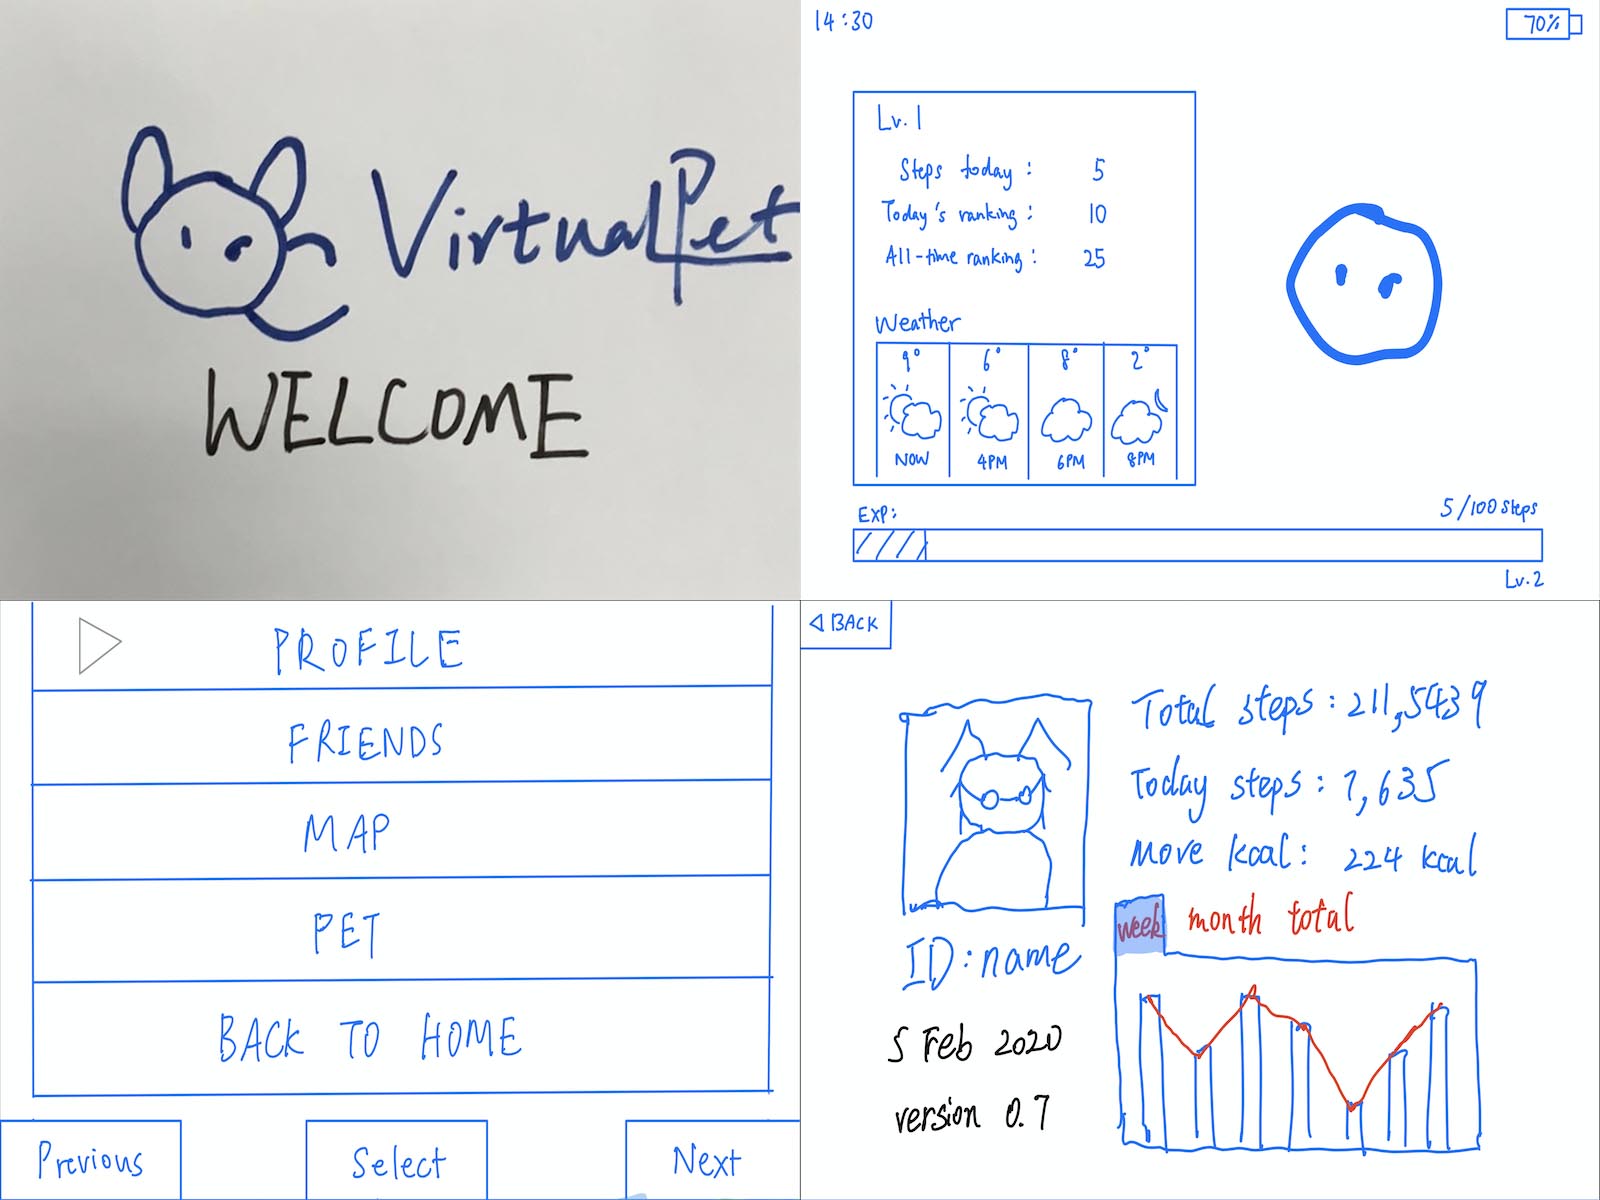 VirtualPet
WELCOME
14:30
70%
Lv. 1
Steps today : 5
Today's ranking : 10
All-time ranking : 25
Weather
9° 6° 8° 2°
NOW 4PM 6PM 8PM
EXP:
5/100 steps
Lv. 2
PROFILE
FRIENDS
MAP
PET
BACK TO HOME
Previous Select Next
BACK
Total steps : 211,5439
Today steps : 7,635
Move kcal : 224 kcal
week month total
ID : name
5 Feb 2020
version 0.7